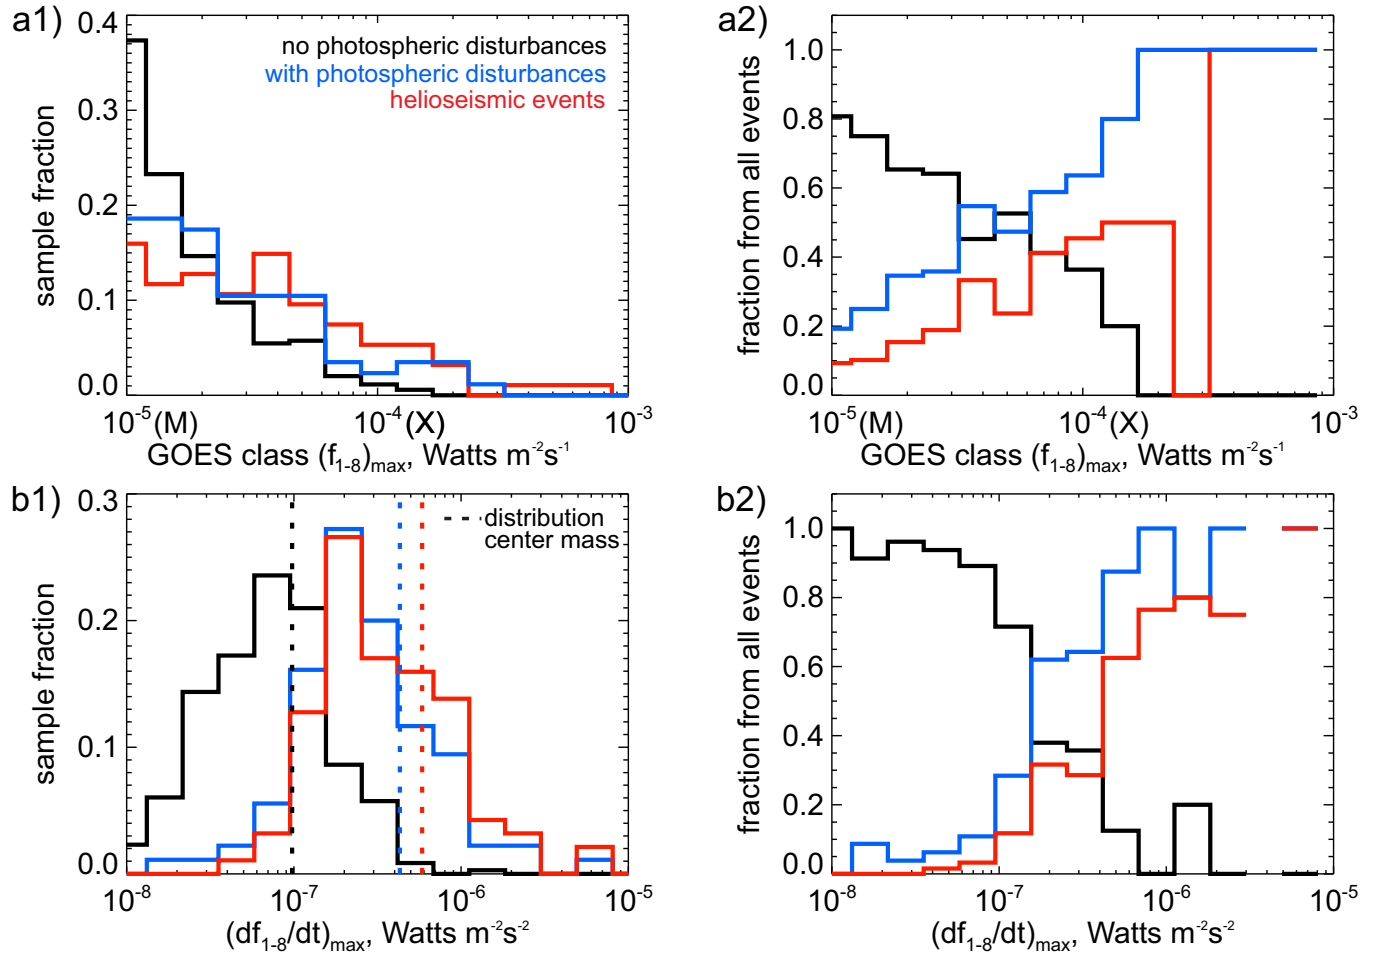 a1)
sample fraction
0.4
0.3
0.2
0.1
0.0
no photospheric disturbances
with photospheric disturbances
helioseismic events
10⁻⁵(M) 10⁻⁴(X) 10⁻³
GOES class (f₁₋₈)ₘₐₓ, Watts m⁻²s⁻¹
a2)
fraction from all events
1.0
0.8
0.6
0.4
0.2
0.0
10⁻⁵(M) 10⁻⁴(X) 10⁻³
GOES class (f₁₋₈)ₘₐₓ, Watts m⁻²s⁻¹
b1)
sample fraction
0.3
0.2
0.1
0.0
distribution
center mass
10⁻⁸ 10⁻⁷ 10⁻⁶ 10⁻⁵
(df₁₋₈/dt)ₘₐₓ, Watts m⁻²s⁻²
b2)
fraction from all events
1.0
0.8
0.6
0.4
0.2
0.0
10⁻⁸ 10⁻⁷ 10⁻⁶ 10⁻⁵
(df₁₋₈/dt)ₘₐₓ, Watts m⁻²s⁻²